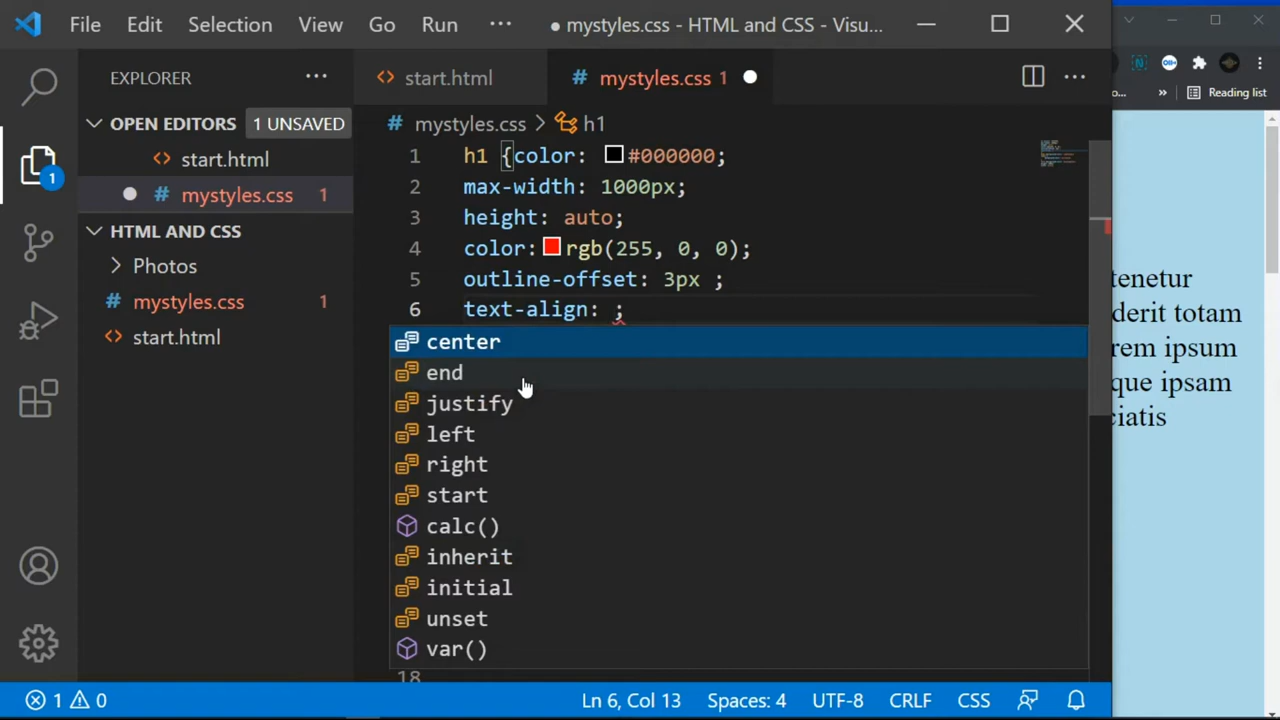 File Edit Selection View Go Run ··· ● mystyles.css - HTML and CSS - Visu...
EXPLORER ···
OPEN EDITORS 1 UNSAVED
start.html
mystyles.css 1
HTML AND CSS
Photos
mystyles.css 1
start.html
1
start.html # mystyles.css 1 ● ···
# mystyles.css > h1
1 h1 {color: #000000;
2 max-width: 1000px;
3 height: auto;
4 color: rgb(255, 0, 0);
5 outline-offset: 3px ;
6 text-align: ;
center
end
justify
left
right
start
calc()
inherit
initial
unset
var()
18
1 0 Ln 6, Col 13 Spaces: 4 UTF-8 CRLF CSS
o... » Reading list
tenetur
derit totam
rem ipsum
que ipsam
ciatis